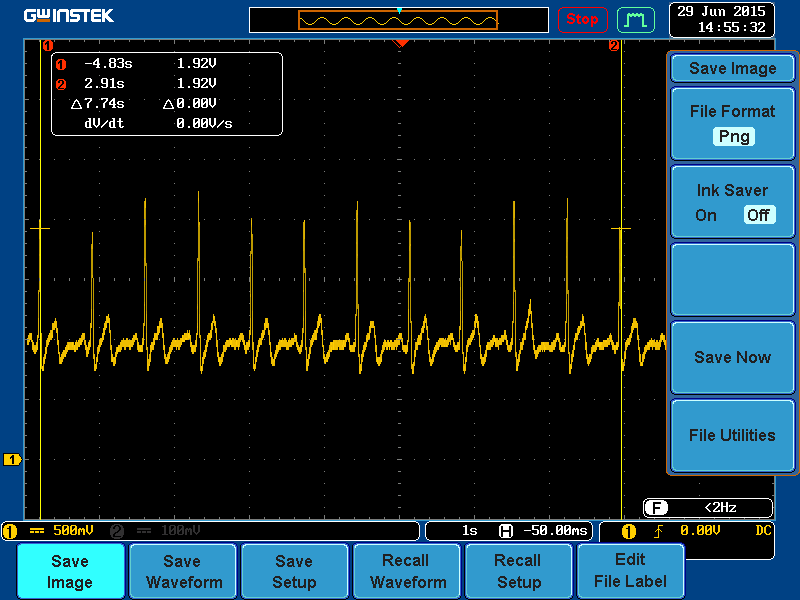 GWINSTEK
Stop
29 Jun 2015
14:55:32
1
2
1 -4.83s 1.92V
2 2.91s 1.92V
△7.74s △0.00V
dV/dt 0.00V/s
Save Image
File Format
Png
Ink Saver
On Off
Save Now
File Utilities
1
F <2Hz
1 500mV 2 100mV
1s H -50.00ms
1 0.00V DC
Save Image
Save Waveform
Save Setup
Recall Waveform
Recall Setup
Edit File Label